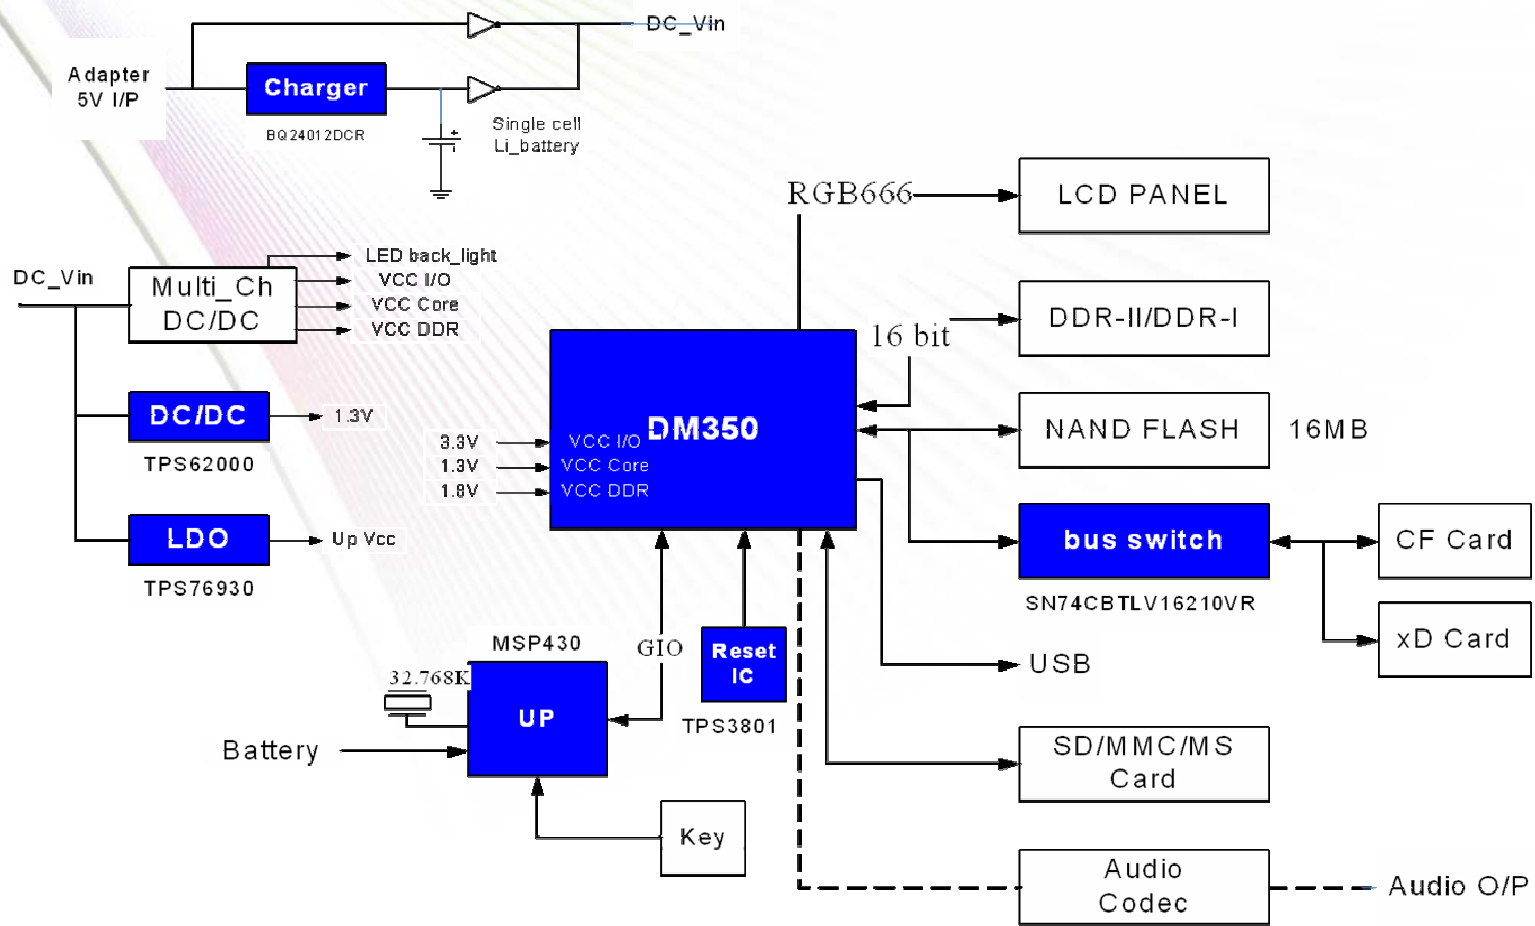 DC_Vin
Adapter
5V I/P
Charger
BQ24012DCR
Single cell
Li_battery
RGB666
LCD PANEL
DC_Vin
Multi_Ch
DC/DC
LED back_light
VCC I/O
VCC Core
VCC DDR
16 bit
DDR-II/DDR-I
DC/DC
1.3V
TPS62000
DM350
3.3V
VCC I/O
1.3V
VCC Core
1.8V
VCC DDR
NAND FLASH
16MB
LDO
Up Vcc
TPS76930
bus switch
SN74CBTLV16210VR
CF Card
xD Card
MSP430
32.768K
UP
GIO
Reset
IC
TPS3801
USB
Battery
Key
SD/MMC/MS
Card
Audio
Codec
Audio O/P